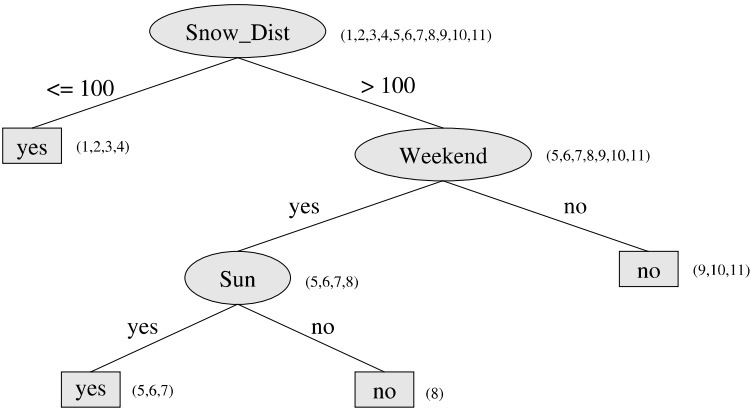 Snow_Dist (1,2,3,4,5,6,7,8,9,10,11)
<= 100 > 100
yes (1,2,3,4) Weekend (5,6,7,8,9,10,11)
yes no
Sun (5,6,7,8) no (9,10,11)
yes no
yes (5,6,7) no (8)